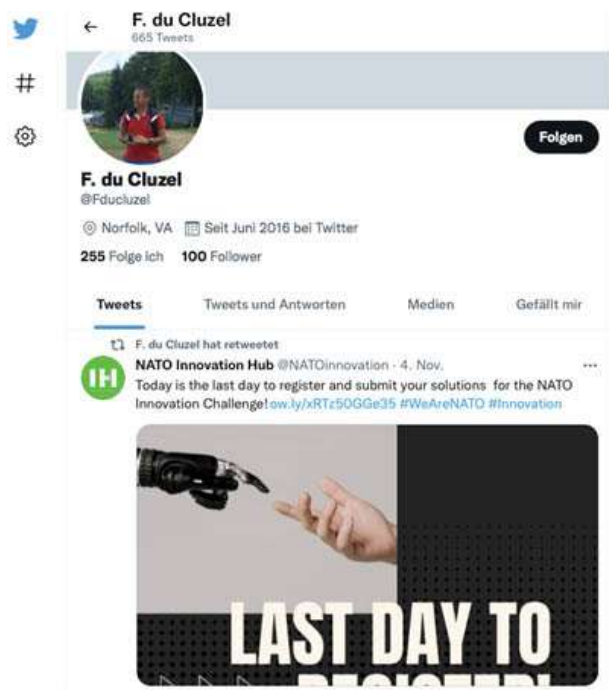 F. du Cluzel
665 Tweets
Folgen
F. du Cluzel
@Fducluzel
Norfolk, VA Seit Juni 2016 bei Twitter
255 Folge ich 100 Follower
Tweets Tweets und Antworten Medien Gefällt mir
F. du Cluzel hat retweetet
NATO Innovation Hub @NATOinnovation · 4. Nov.
IH
Today is the last day to register and submit your solutions for the NATO
Innovation Challenge! ow.ly/xRTz50GGe35 #WeAreNATO #Innovation
LAST DAY TO
REGISTER!